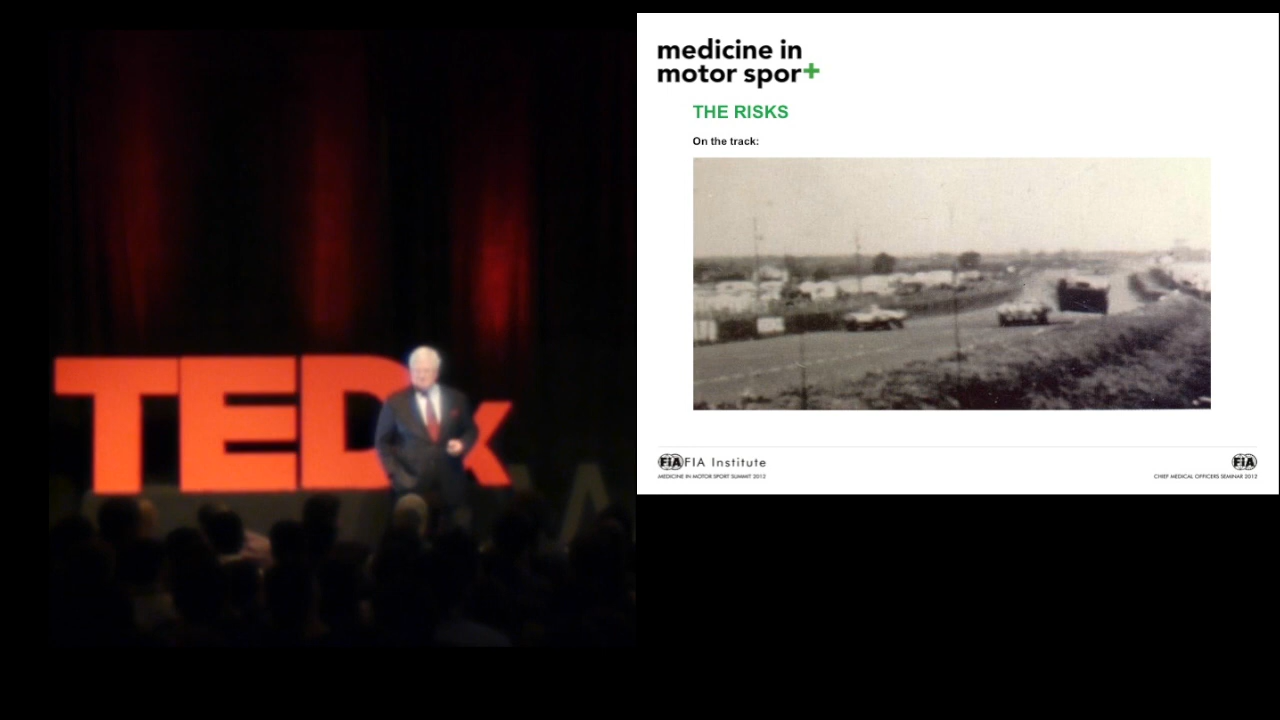 TEDx
medicine in
motor spor+
THE RISKS
On the track:
FIA FIA Institute
MEDICINE IN MOTOR SPORT SUMMIT 2012
FIA
CHIEF MEDICAL OFFICERS SEMINAR 2012